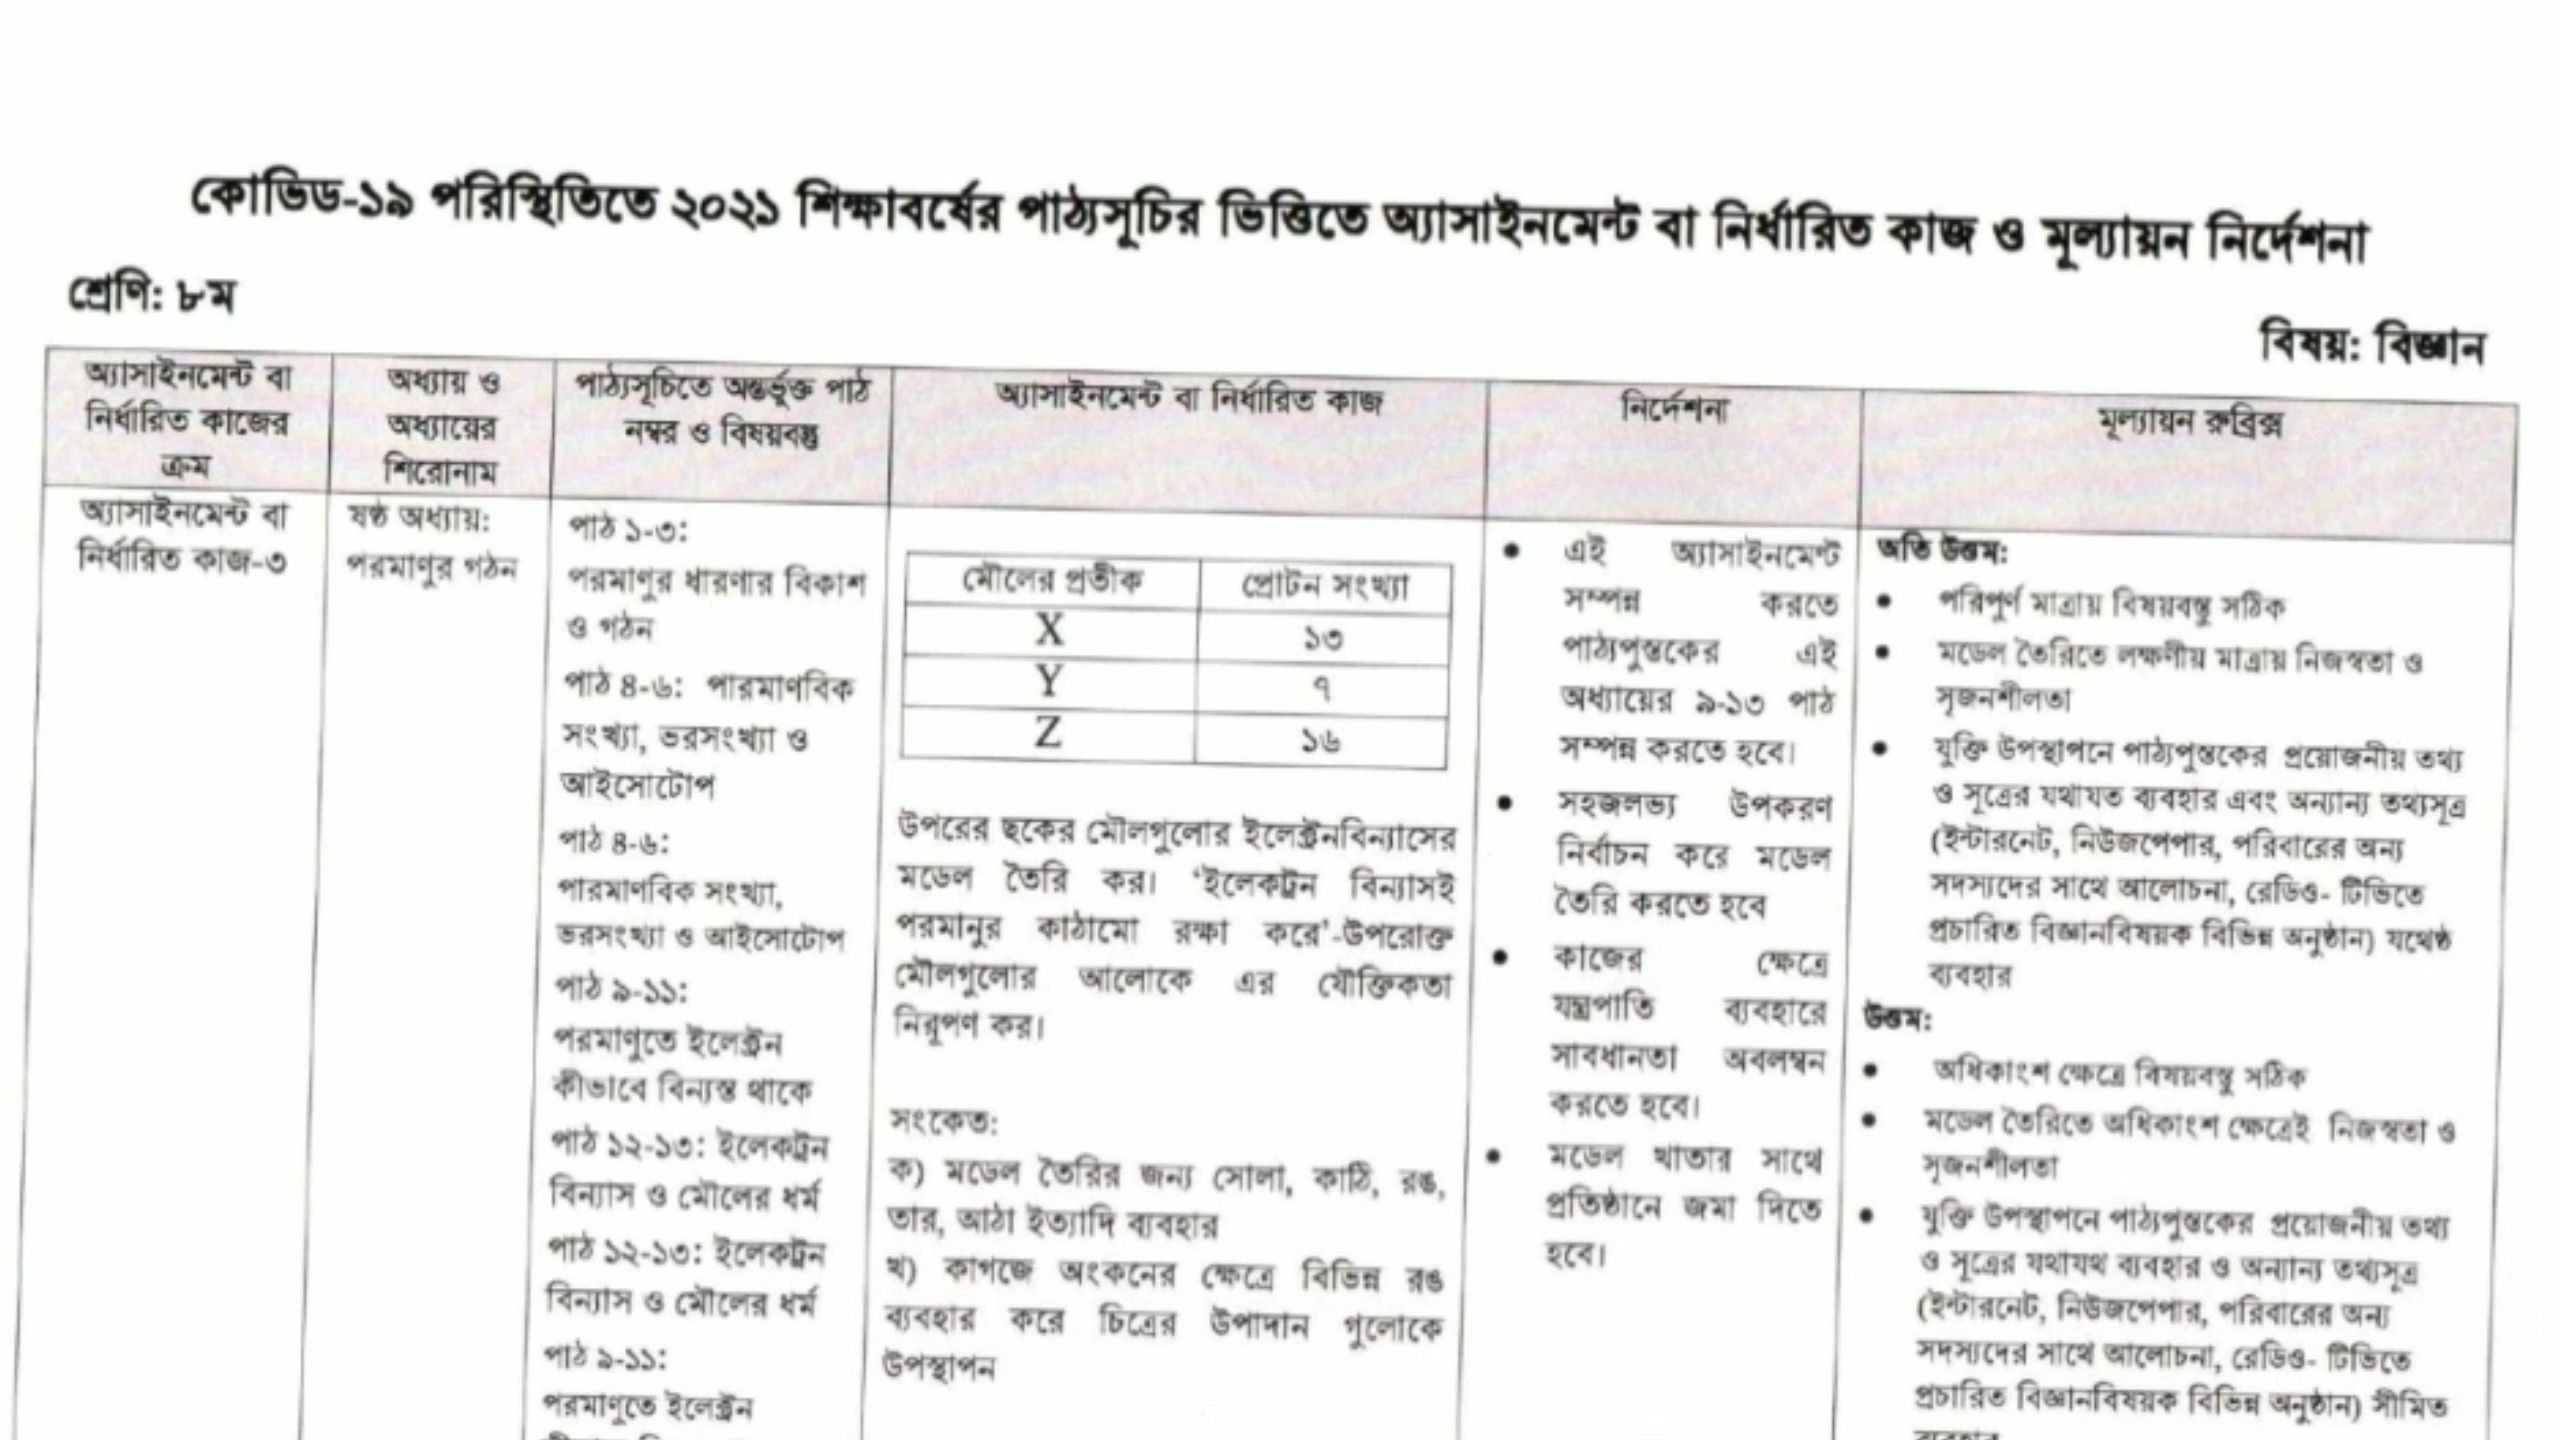 কোভিড-১৯ পরিস্থিতিতে ২০২১ শিক্ষাবর্ষের পাঠ্যসূচির ভিত্তিতে অ্যাসাইনমেন্ট বা নির্ধারিত কাজ ও মূল্যায়ন নির্দেশনা
শ্রেণি: ৮ম
বিষয়: বিজ্ঞান
অ্যাসাইনমেন্ট বা
নির্ধারিত কাজের
ক্রম
অধ্যায় ও
অধ্যায়ের
শিরোনাম
পাঠ্যসূচিতে অন্তর্ভুক্ত পাঠ
নম্বর ও বিষয়বস্তু
অ্যাসাইনমেন্ট বা নির্ধারিত কাজ
নির্দেশনা
মূল্যায়ন রুব্রিক্স
অ্যাসাইনমেন্ট বা
নির্ধারিত কাজ-৩
ষষ্ঠ অধ্যায়:
পরমাণুর গঠন
পাঠ ১-৩:
পরমাণুর ধারণার বিকাশ
ও গঠন
পাঠ ৪-৬: পারমাণবিক
সংখ্যা, ভরসংখ্যা ও
আইসোটোপ
পাঠ ৪-৬:
পারমাণবিক সংখ্যা,
ভরসংখ্যা ও আইসোটোপ
পাঠ ৯-১১:
পরমাণুতে ইলেক্ট্রন
কীভাবে বিন্যস্ত থাকে
পাঠ ১২-১৩: ইলেকট্রন
বিন্যাস ও মৌলের ধর্ম
পাঠ ১২-১৩: ইলেকট্রন
বিন্যাস ও মৌলের ধর্ম
পাঠ ৯-১১:
পরমাণুতে ইলেক্ট্রন
মৌলের প্রতীক প্রোটন সংখ্যা
X ১৩
Y ৭
Z ১৬
উপরের ছকের মৌলগুলোর ইলেক্ট্রনবিন্যাসের
মডেল তৈরি কর। ‘ইলেকট্রন বিন্যাসই
পরমানুর কাঠামো রক্ষা করে’-উপরোক্ত
মৌলগুলোর আলোকে এর যৌক্তিকতা
নিরূপণ কর।
সংকেত:
ক) মডেল তৈরির জন্য সোলা, কাঠি, রঙ,
তার, আঠা ইত্যাদি ব্যবহার
খ) কাগজে অংকনের ক্ষেত্রে বিভিন্ন রঙ
ব্যবহার করে চিত্রের উপাদান গুলোকে
উপস্থাপন
• এই অ্যাসাইনমেন্ট
সম্পন্ন করতে
পাঠ্যপুস্তকের এই
অধ্যায়ের ৯-১৩ পাঠ
সম্পন্ন করতে হবে।
• সহজলভ্য উপকরণ
নির্বাচন করে মডেল
তৈরি করতে হবে
• কাজের ক্ষেত্রে
যন্ত্রপাতি ব্যবহারে
সাবধানতা অবলম্বন
করতে হবে।
• মডেল খাতার সাথে
প্রতিষ্ঠানে জমা দিতে
হবে।
অতি উত্তম:
• পরিপুর্ণ মাত্রায় বিষয়বস্তু সঠিক
• মডেল তৈরিতে লক্ষণীয় মাত্রায় নিজস্বতা ও
সৃজনশীলতা
• যুক্তি উপস্থাপনে পাঠ্যপুস্তকের প্রয়োজনীয় তথ্য
ও সূত্রের যথাযত ব্যবহার এবং অন্যান্য তথ্যসূত্র
(ইন্টারনেট, নিউজপেপার, পরিবারের অন্য
সদস্যদের সাথে আলোচনা, রেডিও- টিভিতে
প্রচারিত বিজ্ঞানবিষয়ক বিভিন্ন অনুষ্ঠান) যথেষ্ঠ
ব্যবহার
উত্তম:
• অধিকাংশ ক্ষেত্রে বিষয়বস্তু সঠিক
• মডেল তৈরিতে অধিকাংশ ক্ষেত্রেই নিজস্বতা ও
সৃজনশীলতা
• যুক্তি উপস্থাপনে পাঠ্যপুস্তকের প্রয়োজনীয় তথ্য
ও সূত্রের যথাযথ ব্যবহার ও অন্যান্য তথ্যসূত্র
(ইন্টারনেট, নিউজপেপার, পরিবারের অন্য
সদস্যদের সাথে আলোচনা, রেডিও- টিভিতে
প্রচারিত বিজ্ঞানবিষয়ক বিভিন্ন অনুষ্ঠান) সীমিত